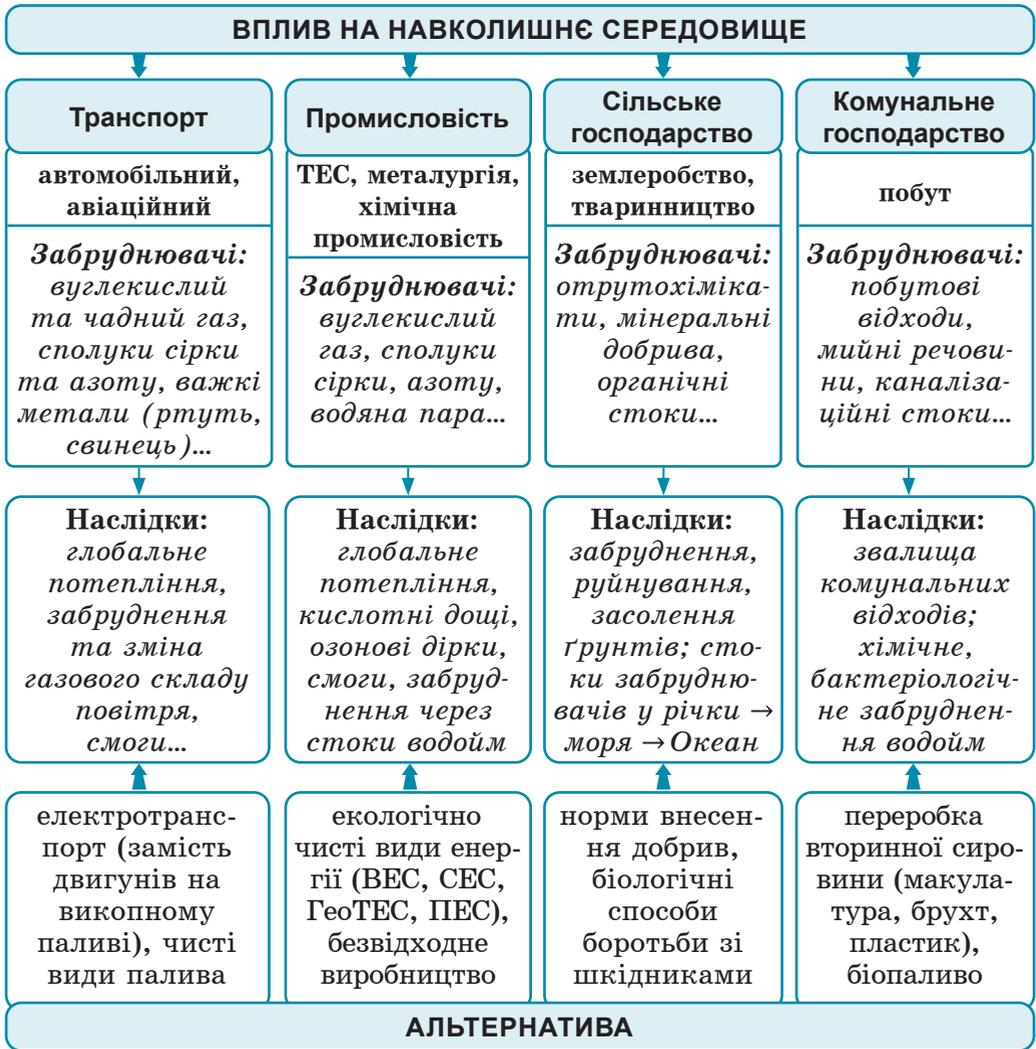 ВПЛИВ НА НАВКОЛИШНЄ СЕРЕДОВИЩЕ
Транспорт
автомобільний,
авіаційний
Забруднювачі:
вуглекислий
та чадний газ,
сполуки сірки
та азоту, важкі
метали (ртуть,
свинець)...
Наслідки:
глобальне
потепління,
забруднення
та зміна
газового складу
повітря,
смоги...
електротранс-
порт (замість
двигунів на
викопному
паливі), чисті
види палива
Промисловість
ТЕС, металургія,
хімічна
промисловість
Забруднювачі:
вуглекислий
газ, сполуки
сірки, азоту,
водяна пара...
Наслідки:
глобальне
потепління,
кислотні дощі,
озонові дірки,
смоги, забруд-
нення через
стоки водойм
екологічно
чисті види енер-
гії (ВЕС, СЕС,
ГеоТЕС, ПЕС),
безвідходне
виробництво
Сільське
господарство
землеробство,
тваринництво
Забруднювачі:
отрутохіміка-
ти, мінеральні
добрива,
органічні
стоки...
Наслідки:
забруднення,
руйнування,
засолення
ґрунтів; сто-
ки забрудню-
вачів у річки →
моря → Океан
норми внесен-
ня добрив,
біологічні
способи
боротьби зі
шкідниками
Комунальне
господарство
побут
Забруднювачі:
побутові
відходи,
мийні речови-
ни, каналіза-
ційні стоки...
Наслідки:
звалища
комунальних
відходів;
хімічне,
бактеріологіч-
не забруднен-
ня водойм
переробка
вторинної сиро-
вини (макула-
тура, брухт,
пластик),
біопаливо
АЛЬТЕРНАТИВА